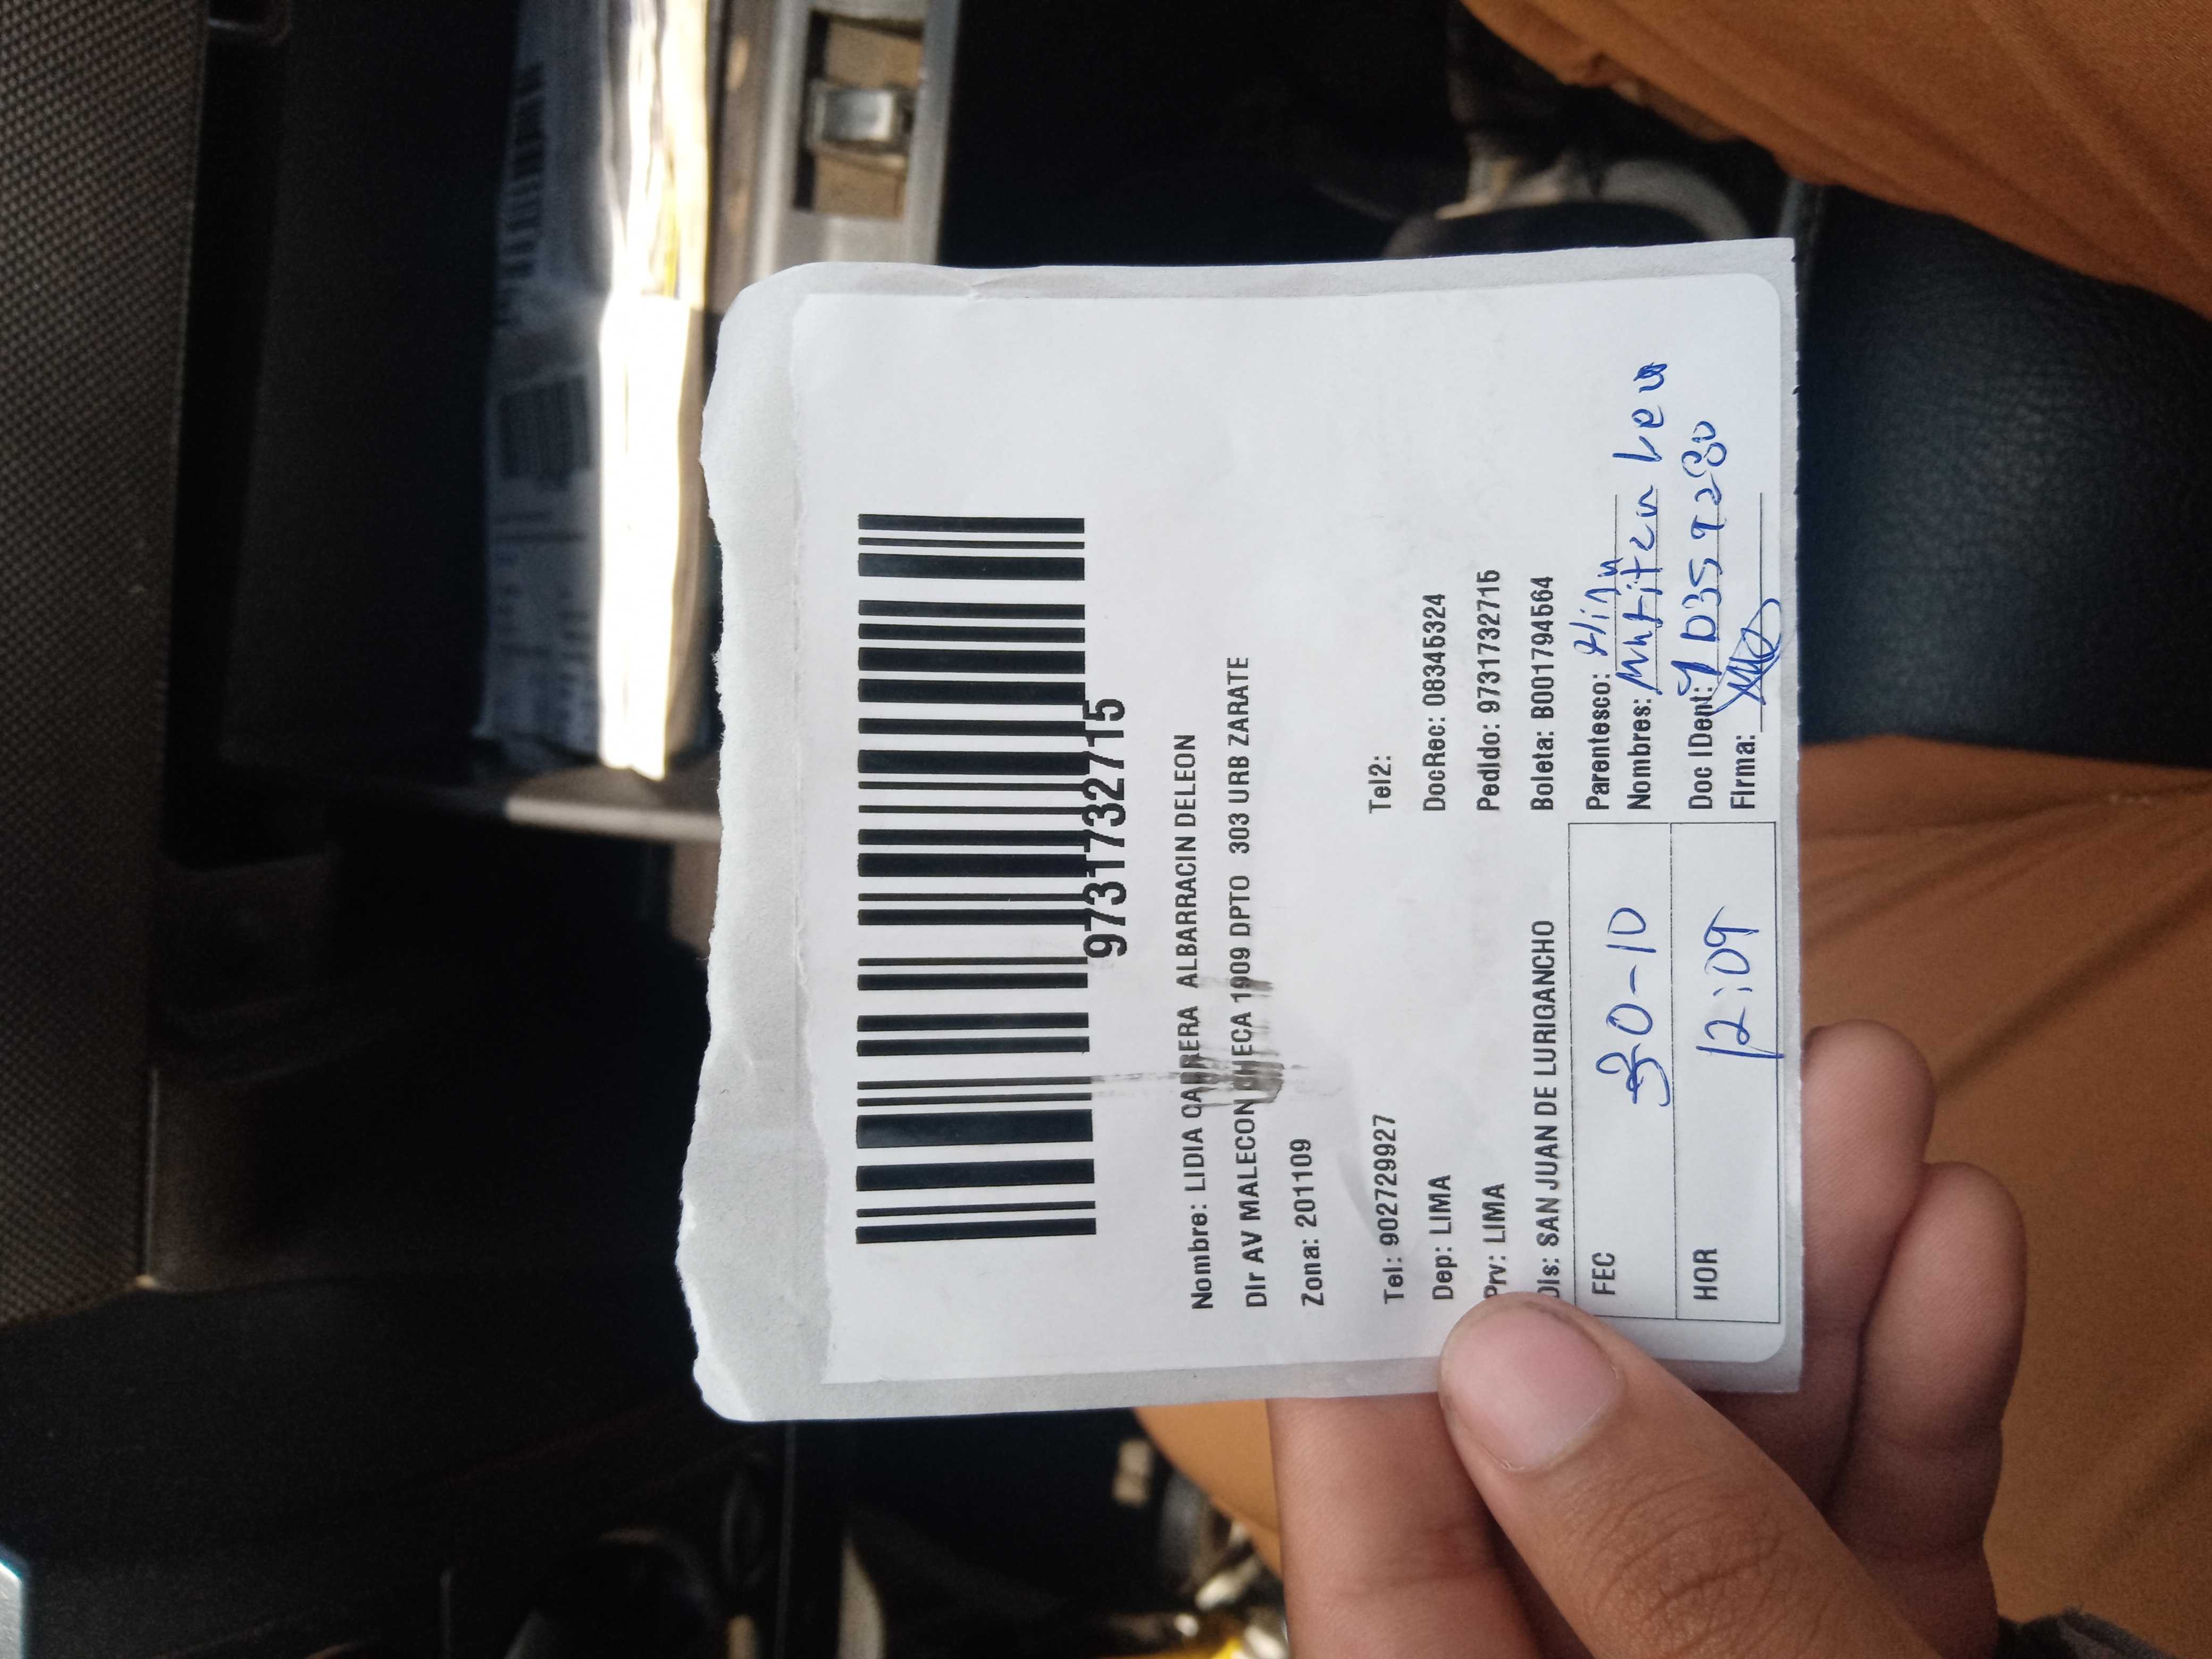 9731732715
Nombre: LIDIA CABRERA ALBARRACIN DELEON
Dir AV MALECON CHECA 1909 DPTO 303 URB ZARATE
Zona: 201109
Tel: 902729927 Tel2:
Dep: LIMA DocRec: 08345324
Prv: LIMA Pedido: 9731732715
Dis: SAN JUAN DE LURIGANCHO Boleta: B001794564
FEC 30-10 Parentesco:
Nombres:
HOR 12:09 Doc IDent:
Firma: